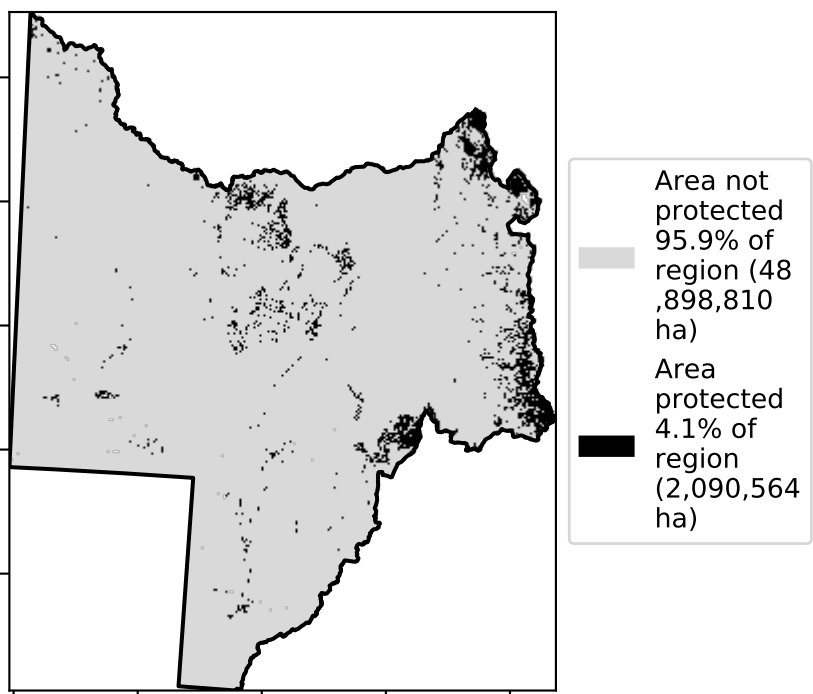 Area not
protected
95.9% of
region (48
,898,810
ha)
Area
protected
4.1% of
region
(2,090,564
ha)